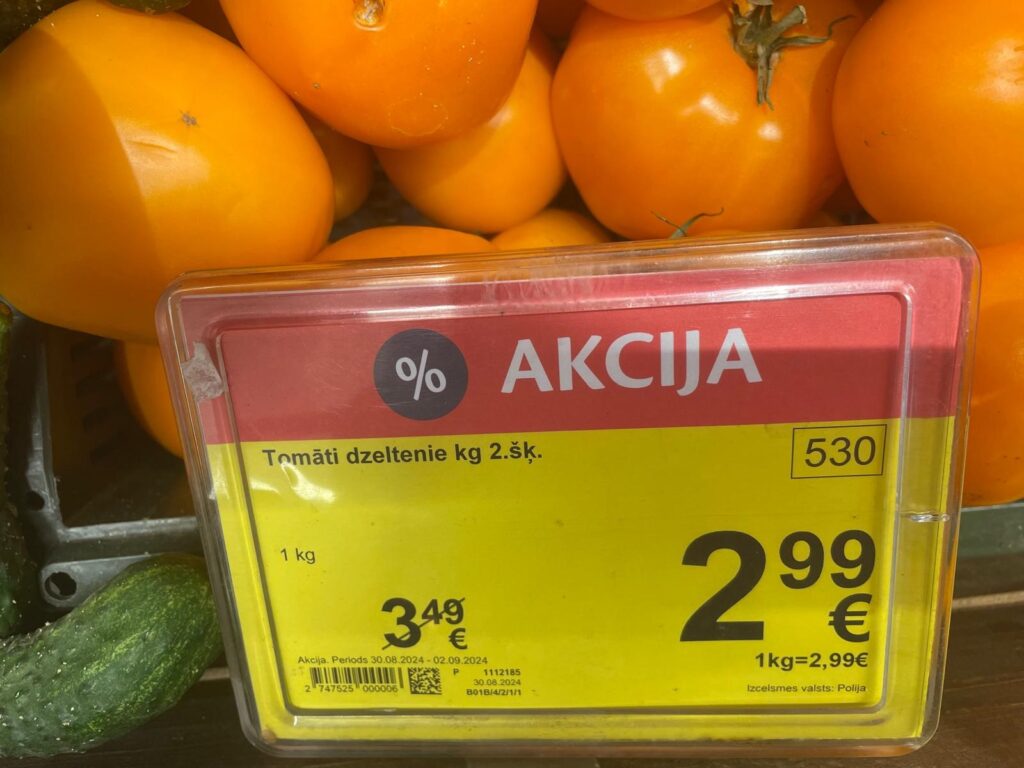 % AKCIJA
Tomāti dzeltenie kg 2.šķ.
530
1 kg
3 49 €
2 99 €
1kg=2,99€
Akcija. Periods 30.08.2024 - 02.09.2024
2 747525 000006
P 1112185
30.08.2024
B01B/4/2/1/1
Izcelsmes valsts: Polija